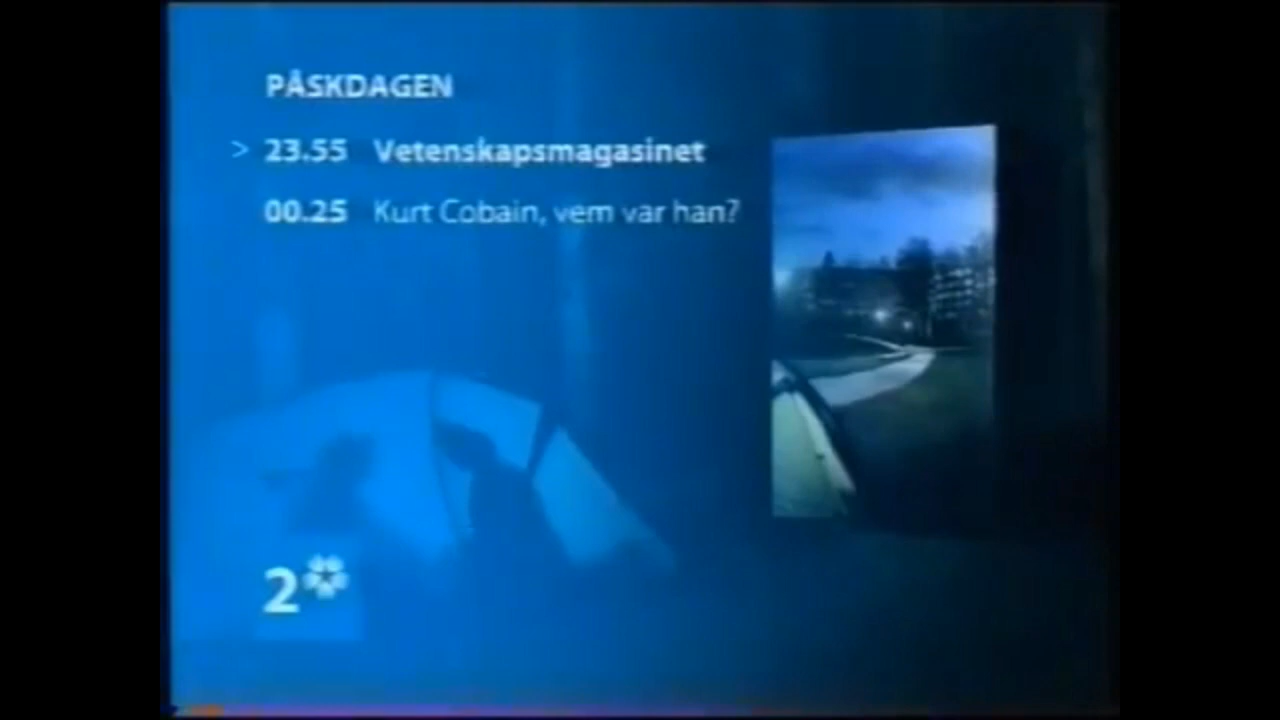 PÅSKDAGEN
> 23.55 Vetenskapsmagasinet
00.25 Kurt Cobain, vem var han?
2